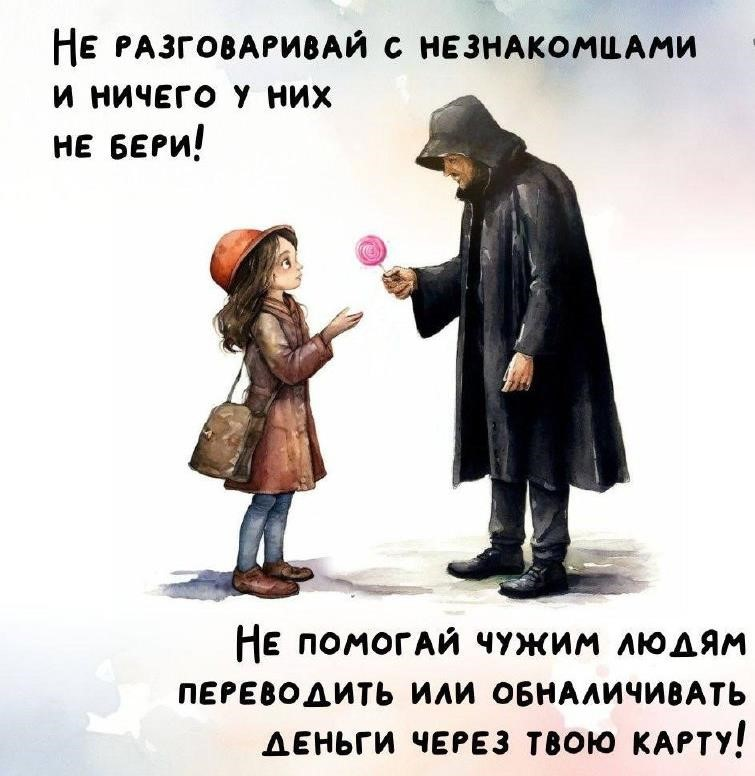 Не разговаривай с незнакомцами
и ничего у них
не бери!
Не помогай чужим людям
переводить или обналичивать
деньги через твою карту!